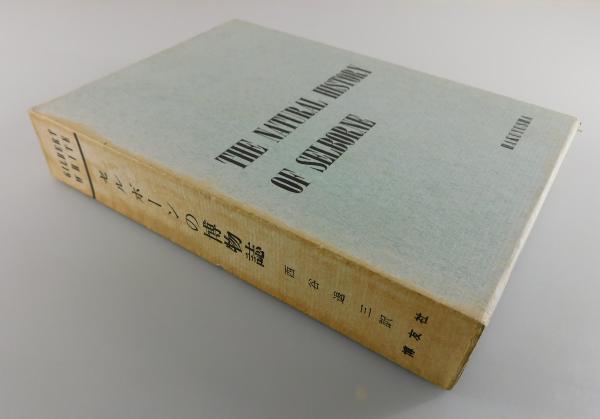 THE NATURAL HISTORY
OF SELBORNE
HAKUYUSHA
GILBERT
WHITE
セルボーンの博物誌
西谷退三訳
博友社